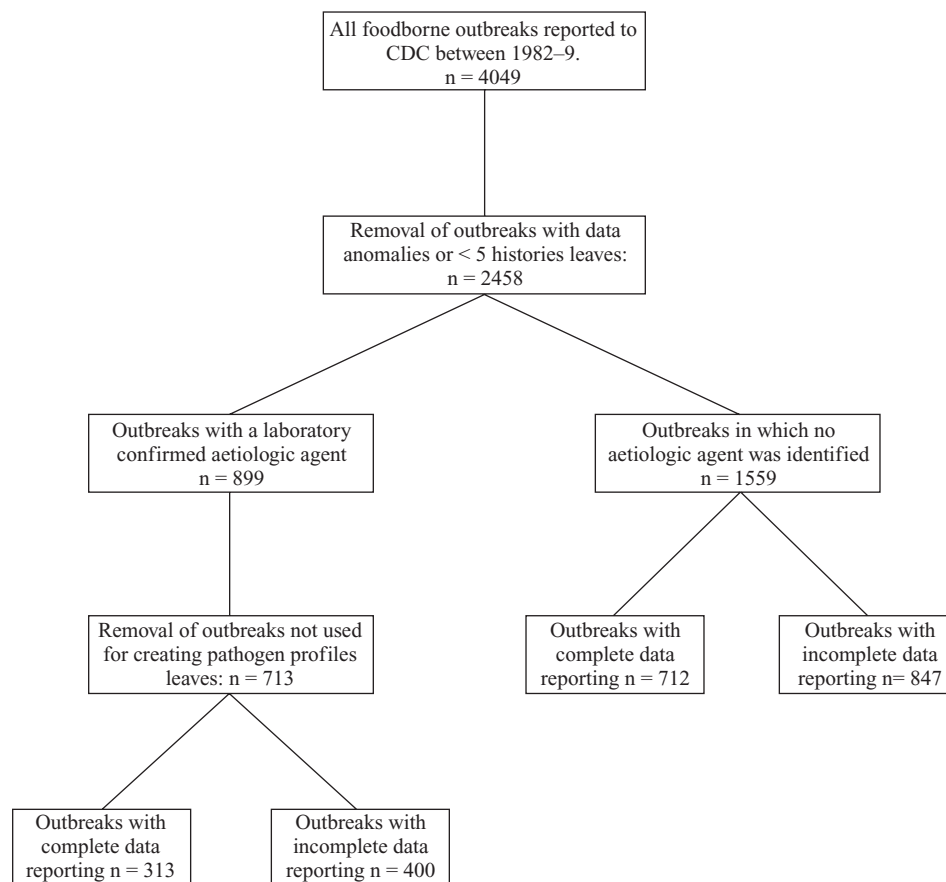 All foodborne outbreaks reported to
CDC between 1982–9.
n = 4049
Removal of outbreaks with data
anomalies or < 5 histories leaves:
n = 2458
Outbreaks with a laboratory
confirmed aetiologic agent
n = 899
Outbreaks in which no
aetiologic agent was identified
n = 1559
Removal of outbreaks not used
for creating pathogen profiles
leaves: n = 713
Outbreaks with
complete data
reporting n = 712
Outbreaks with
incomplete data
reporting n= 847
Outbreaks with
complete data
reporting n = 313
Outbreaks with
incomplete data
reporting n = 400